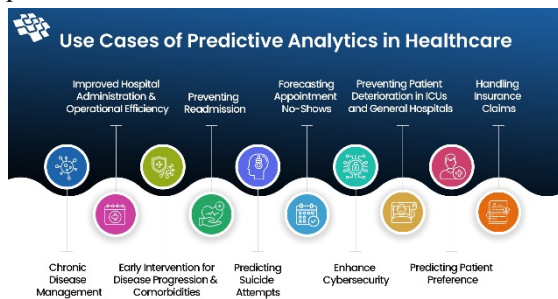 Use Cases of Predictive Analytics in Healthcare
Improved Hospital
Administration &
Operational Efficiency
Preventing
Readmission
Forecasting
Appointment
No-Shows
Preventing Patient
Deterioration in ICUs
and General Hospitals
Handling
Insurance
Claims
Chronic
Disease
Management
Early Intervention for
Disease Progression &
Comorbidities
Predicting
Suicide
Attempts
Enhance
Cybersecurity
Predicting Patient
Preference